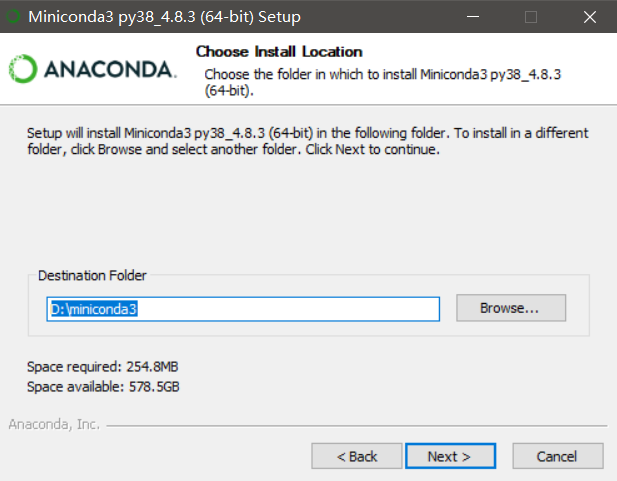 Miniconda3 py38_4.8.3 (64-bit) Setup
ANACONDA.
Choose Install Location
Choose the folder in which to install Miniconda3 py38_4.8.3
(64-bit).
Setup will install Miniconda3 py38_4.8.3 (64-bit) in the following folder. To install in a different
folder, click Browse and select another folder. Click Next to continue.
Destination Folder
D:\miniconda3
Browse...
Space required: 254.8MB
Space available: 578.5GB
Anaconda, Inc.
< Back
Next >
Cancel